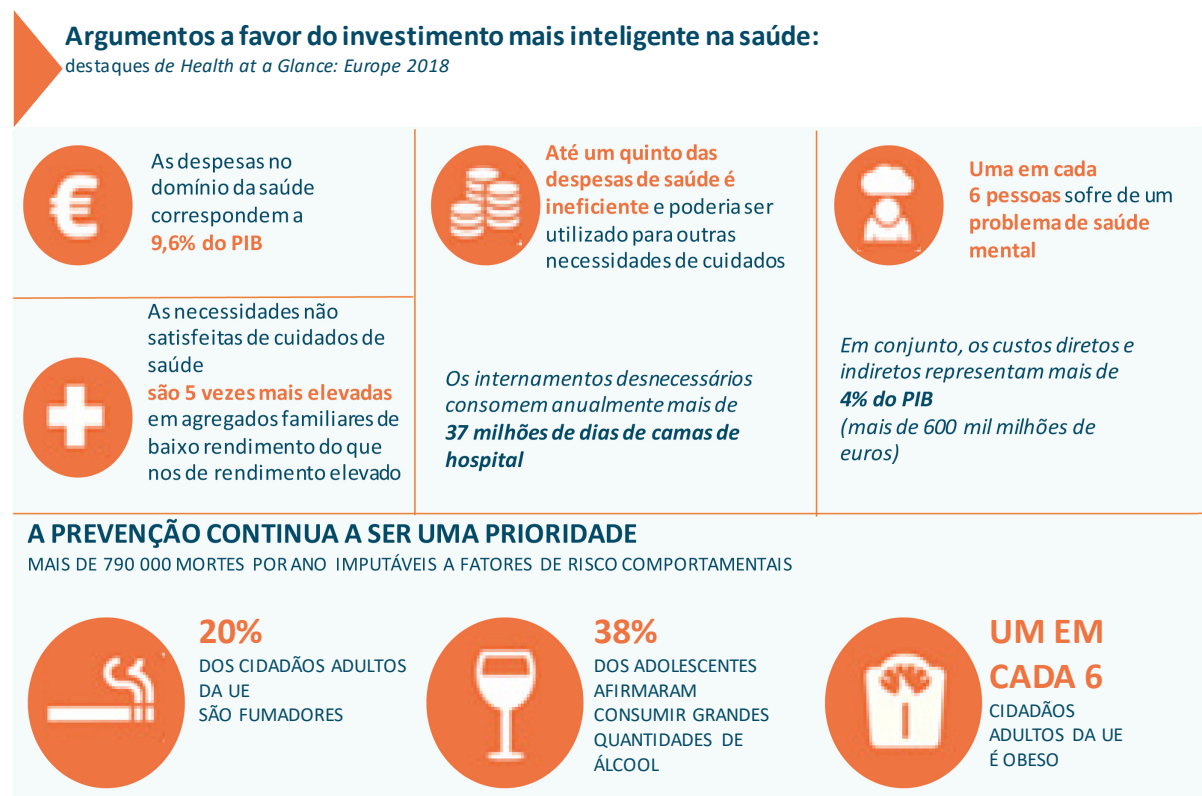 Argumentos a favor do investimento mais inteligente na saúde:
destaques de Health at a Glance: Europe 2018
As despesas no
domínio da saúde
correspondem a
9,6% do PIB
As necessidades não
satisfeitas de cuidados de
saúde
são 5 vezes mais elevadas
em agregados familiares de
baixo rendimento do que
nos de rendimento elevado
Até um quinto das
despesas de saúde é
ineficiente e poderia ser
utilizado para outras
necessidades de cuidados
Os internamentos desnecessários
consomem anualmente mais de
37 milhões de dias de camas de
hospital
Uma em cada
6 pessoas sofre de um
problema de saúde
mental
Em conjunto, os custos diretos e
indiretos representam mais de
4% do PIB
(mais de 600 mil milhões de
euros)
A PREVENÇÃO CONTINUA A SER UMA PRIORIDADE
MAIS DE 790 000 MORTES POR ANO IMPUTÁVEIS A FATORES DE RISCO COMPORTAMENTAIS
20%
DOS CIDADÃOS ADULTOS
DA UE
SÃO FUMADORES
38%
DOS ADOLESCENTES
AFIRMARAM
CONSUMIR GRANDES
QUANTIDADES DE
ÁLCOOL
UM EM
CADA 6
CIDADÃOS
ADULTOS DA UE
É OBESO